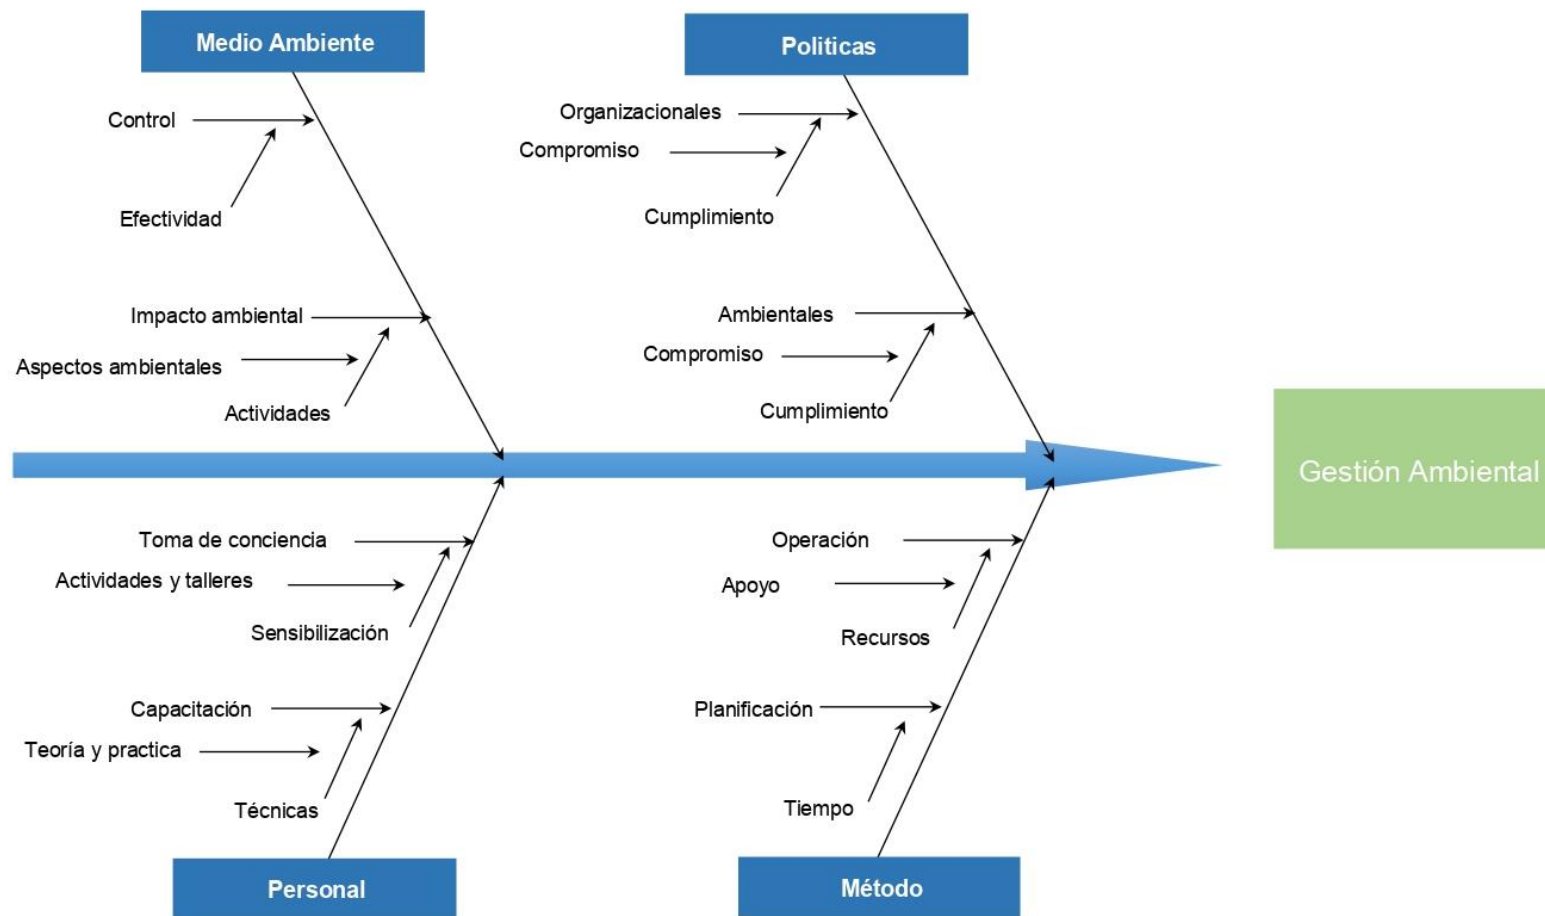 Medio Ambiente
Politicas
Control
Organizacionales
Compromiso
Efectividad
Cumplimiento
Impacto ambiental
Ambientales
Aspectos ambientales
Compromiso
Actividades
Cumplimiento
Gestión Ambiental
Toma de conciencia
Operación
Actividades y talleres
Apoyo
Sensibilización
Recursos
Capacitación
Planificación
Teoría y practica
Técnicas
Tiempo
Personal
Método